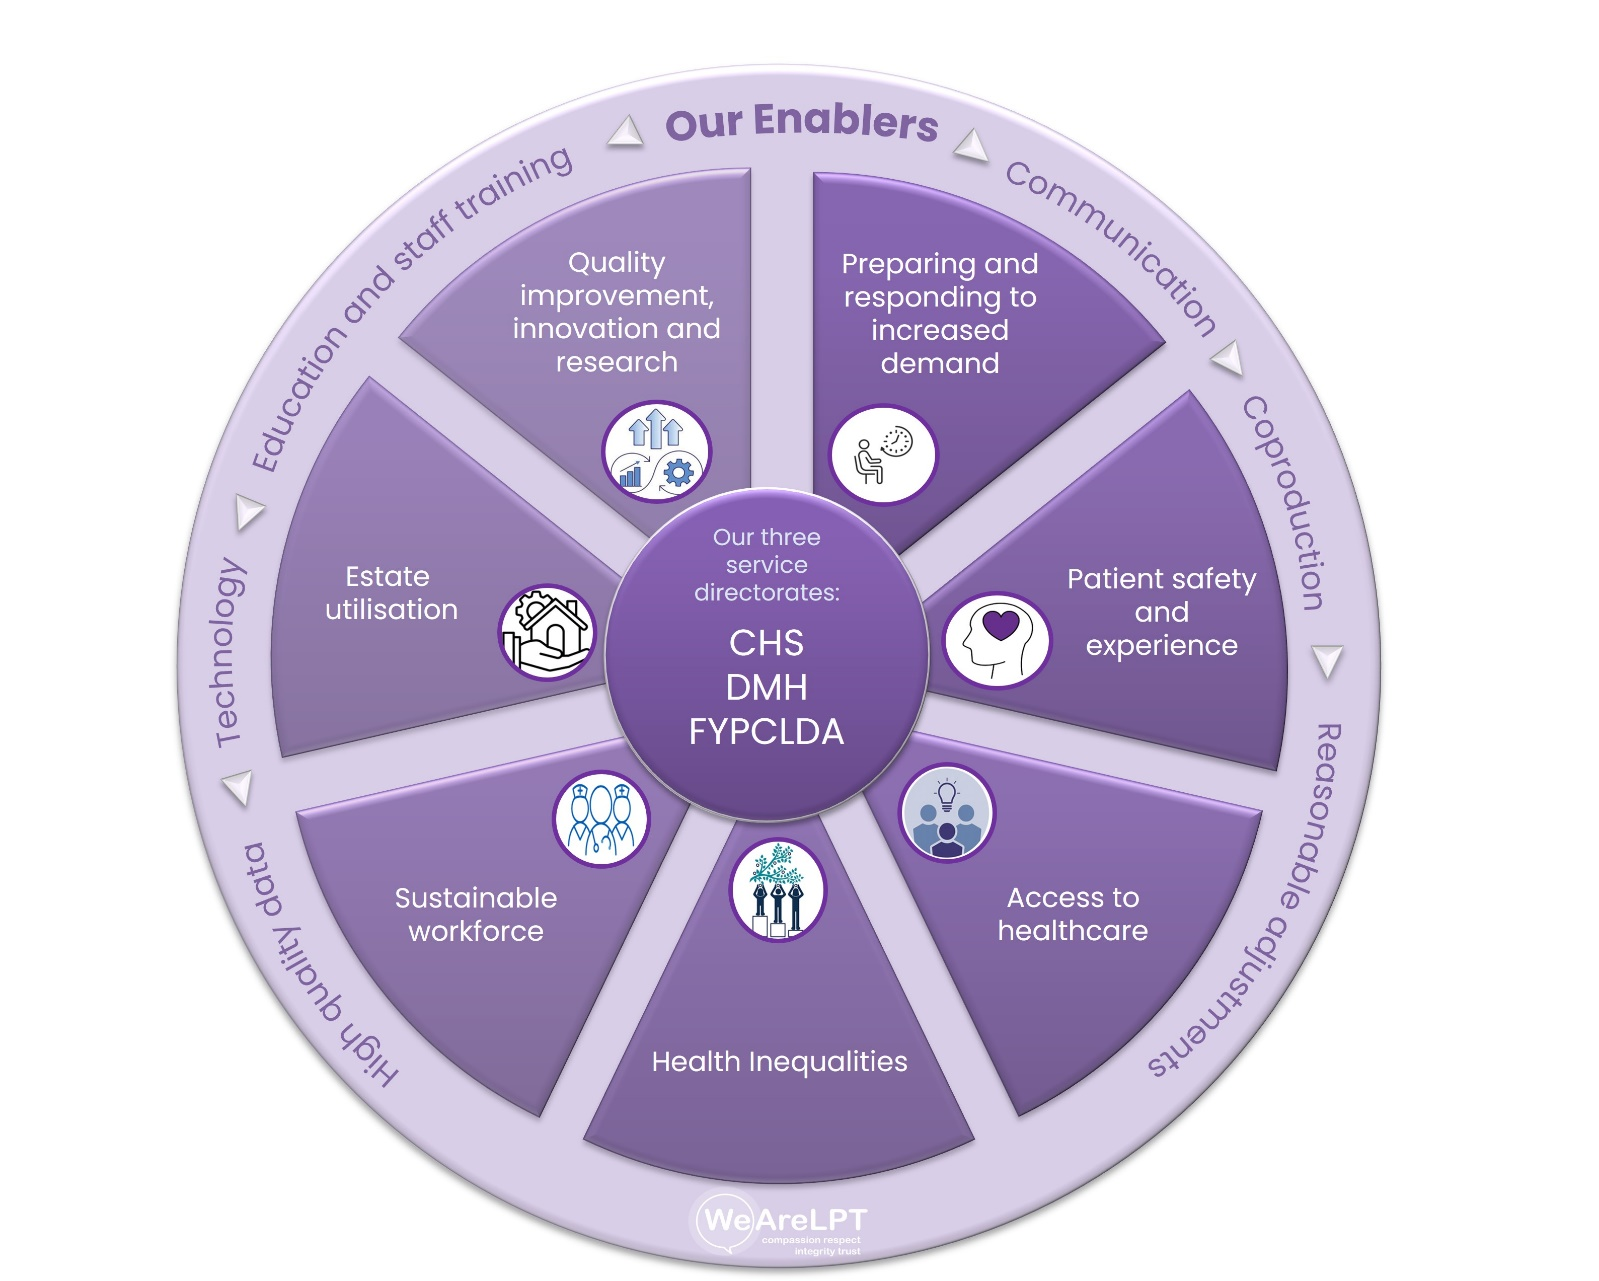 Our Enablers
Communication
Coproduction
Reasonable adjustments
High quality data
Technology
Education and staff training
Preparing and
responding to
increased
demand
Patient safety
and
experience
Access to
healthcare
Health Inequalities
Sustainable
workforce
Estate
utilisation
Quality
improvement,
innovation and
research
Our three
service
directorates:
CHS
DMH
FYPCLDA
WeAreLPT
compassion respect
integrity trust